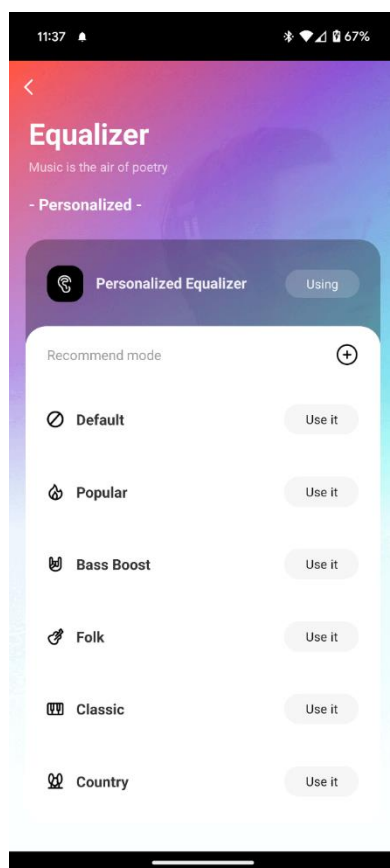 11:37 67%
Equalizer
Music is the air of poetry
- Personalized -
Personalized Equalizer Using
Recommend mode
Default Use it
Popular Use it
Bass Boost Use it
Folk Use it
Classic Use it
Country Use it